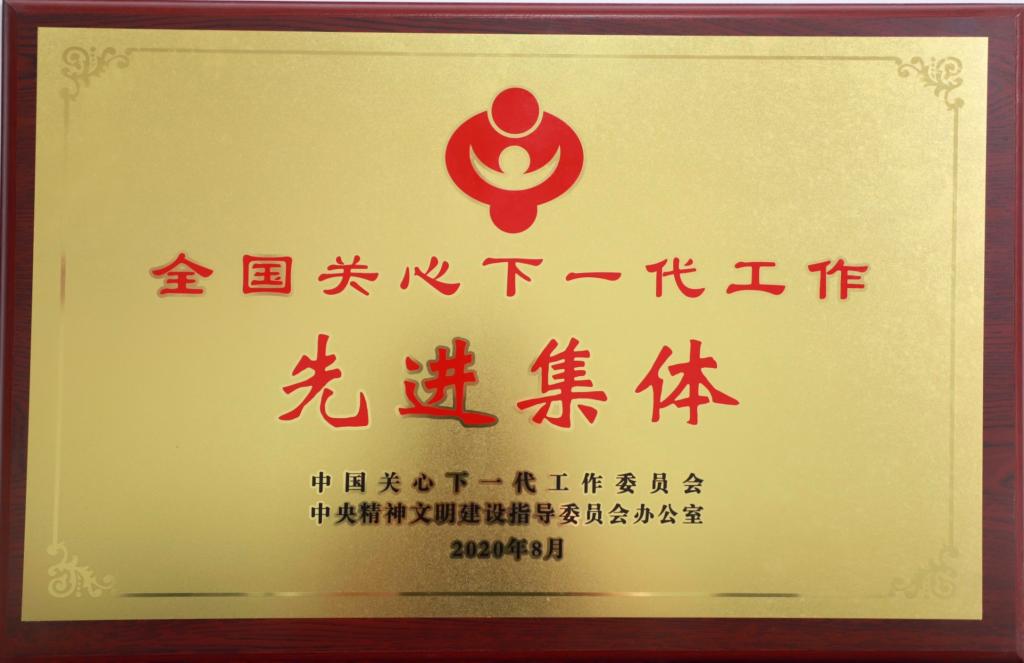 全国关心下一代工作
先进集体
中国关心下一代工作委员会
中央精神文明建设指导委员会办公室
2020年8月